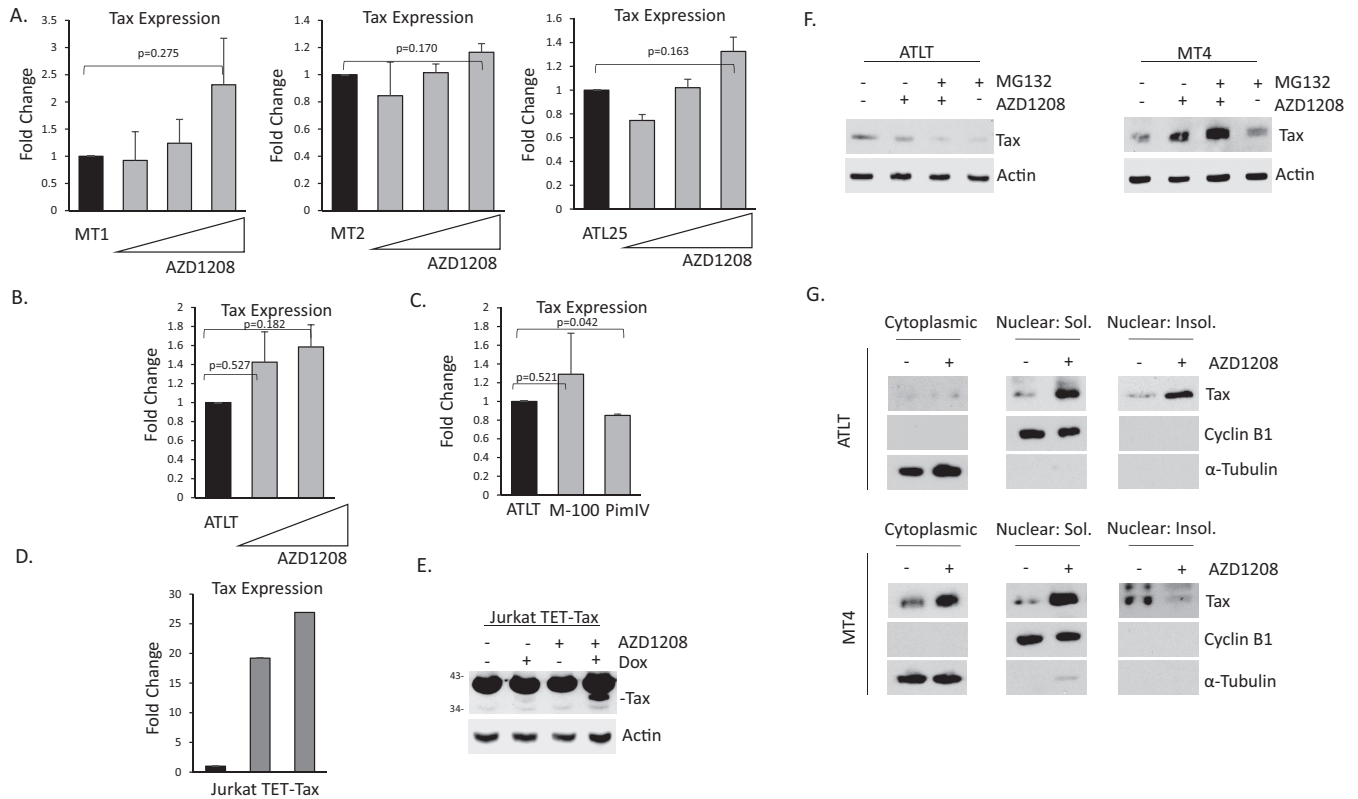 A.
Tax Expression
Fold Change
3.5
3
2.5
2
1.5
1
0.5
0
p=0.275
MT1
AZD1208
Tax Expression
Fold Change
1.4
1.2
1
0.8
0.6
0.4
0.2
0
p=0.170
MT2
AZD1208
Tax Expression
Fold Change
1.6
1.4
1.2
1
0.8
0.6
0.4
0.2
0
p=0.163
ATL25
AZD1208
B.
Tax Expression
Fold Change
2
1.8
1.6
1.4
1.2
1
0.8
0.6
0.4
0.2
0
p=0.182
p=0.527
ATLT
AZD1208
C.
Tax Expression
Fold Change
2
1.8
1.6
1.4
1.2
1
0.8
0.6
0.4
0.2
0
p=0.042
p=0.521
ATLT M-100 PimIV
D.
Tax Expression
Fold Change
30
25
20
15
10
5
0
Jurkat TET-Tax
E.
Jurkat TET-Tax
- - + + AZD1208
- + - + Dox
43-
-Tax
34-
Actin
F.
ATLT
- - + + MG132
- + + - AZD1208
Tax
Actin
MT4
- - + + MG132
- + + - AZD1208
Tax
Actin
G.
Cytoplasmic Nuclear: Sol. Nuclear: Insol.
- + - + - + AZD1208
ATLT
Tax
Cyclin B1
α-Tubulin
Cytoplasmic Nuclear: Sol. Nuclear: Insol.
- + - + - + AZD1208
MT4
Tax
Cyclin B1
α-Tubulin